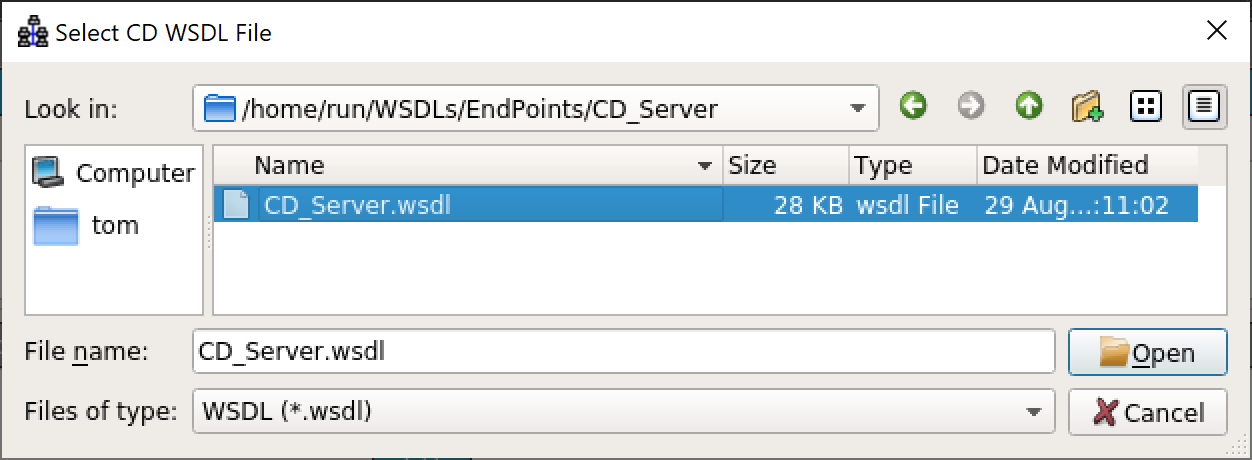 Select CD WSDL File
Look in: /home/run/WSDLs/EndPoints/CD_Server
Computer
tom
Name Size Type Date Modified
CD_Server.wsdl 28 KB wsdl File 29 Aug...:11:02
File name: CD_Server.wsdl Open
Files of type: WSDL (*.wsdl) Cancel